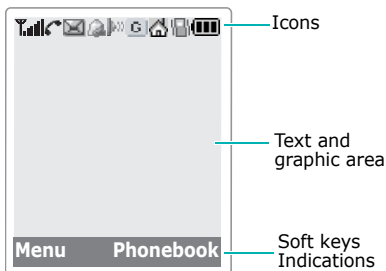 Icons
G
Text and
graphic area
Menu Phonebook
Soft keys
Indications